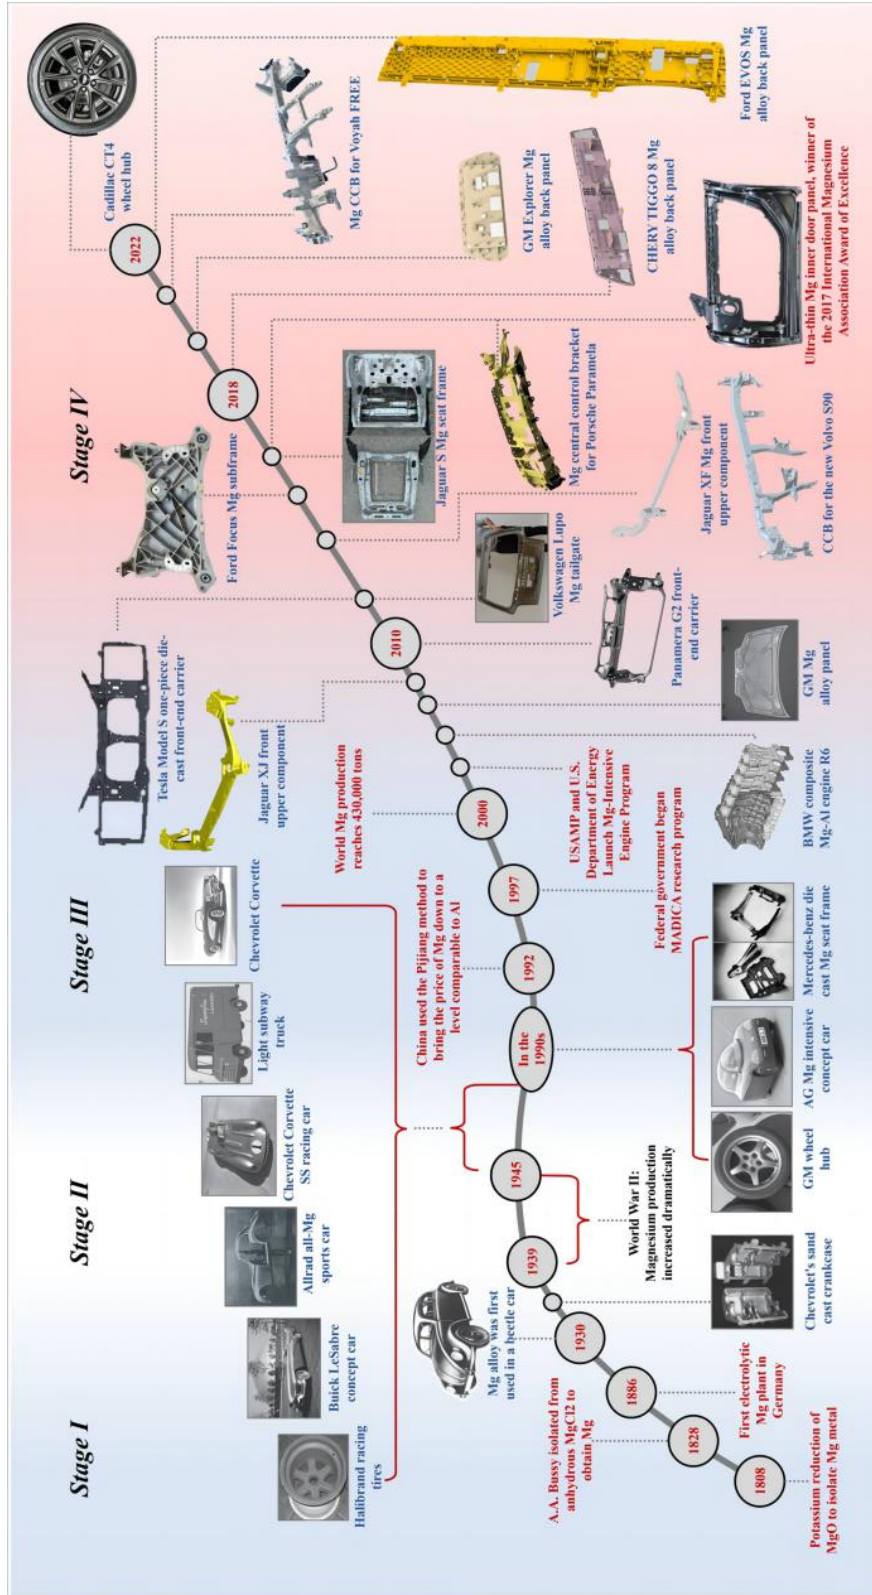 Stage I
Stage II
Stage III
Stage IV
Halibrand racing
tires
Buick LeSabre
concept car
Allrad all-Mg
sports car
Chevrolet Corvette
SS racing car
Light subway
truck
Chevrolet Corvette
Jaguar XJ front
upper component
Tesla Model S one-piece die-
cast front-end carrier
Ford Focus Mg subframe
Cadillac CT4
wheel hub
Mg alloy was first
used in a beetle car
China used the Pijiang method to
bring the price of Mg down to a
level comparable to Al
World Mg production
reaches 430,000 tons
A.A. Bussy isolated from
anhydrous MgCl2 to
obtain Mg
1808
1828
1886
1930
1939
1945
In the
1990s
1992
1997
2000
2010
2018
2022
Potassium reduction of
MgO to isolate Mg metal
First electrolytic
Mg plant in
Germany
Chevrolet's sand
cast crankcase
World War II:
Magnesium production
increased dramatically
GM wheel
hub
AG Mg intensive
concept car
Mercedes-benz die
cast Mg seat frame
Federal government began
MADICA research program
USAMP and U.S.
Department of Energy
Launch Mg-Intensive
Engine Program
BMW composite
Mg-Al engine R6
GM Mg
alloy panel
Panamera G2 front-
end carrier
Volkswagen Lupo
Mg tailgate
Jaguar XF Mg front
upper component
CCB for the new Volvo S90
Jaguar S Mg seat frame
Mg central control bracket
for Porsche Paramela
Ultra-thin Mg inner door panel, winner of
the 2017 International Magnesium
Association Award of Excellence
CHERY TIGGO 8 Mg
alloy back panel
GM Explorer Mg
alloy back panel
Mg CCB for Voyah FREE
Ford EVOS Mg
alloy back panel